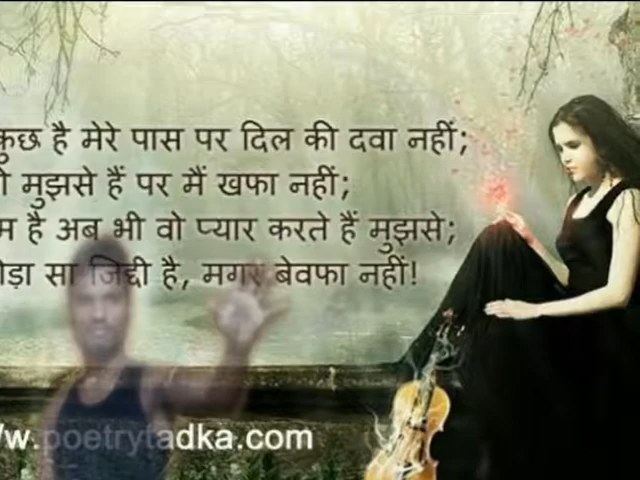 कुछ है मेरे पास पर दिल की दवा नहीं;
मुझसे हैं पर मैं खफा नहीं;
है अब भी वो प्यार करते हैं मुझसे;
सा जिद्दी है, मगर बेवफा नहीं!
w.poetrytadka.com